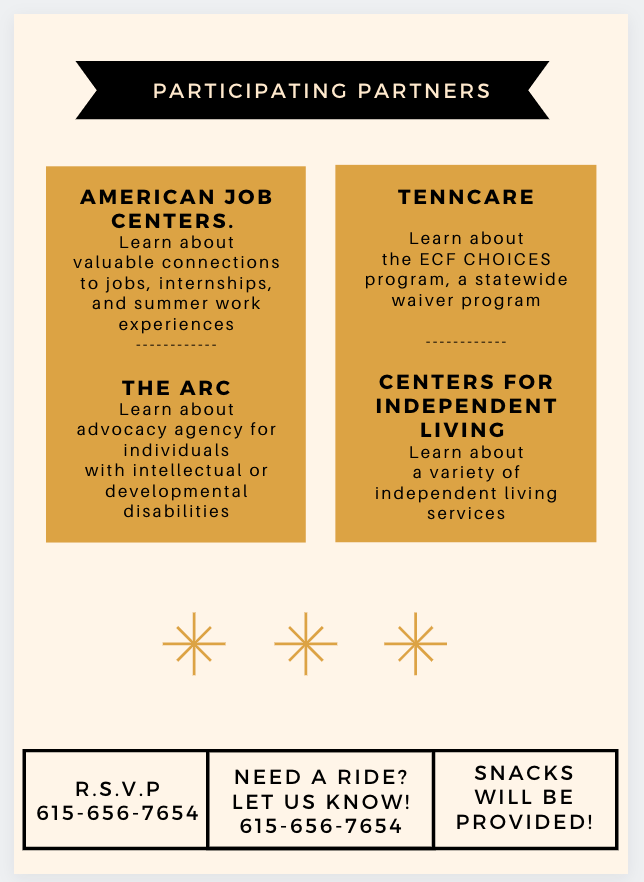 PARTICIPATING PARTNERS
AMERICAN JOB
CENTERS.
Learn about
valuable connections
to jobs, internships,
and summer work
experiences
------------
THE ARC
Learn about
advocacy agency for
individuals
with intellectual or
developmental
disabilities
TENNCARE
Learn about
the ECF CHOICES
program, a statewide
waiver program
------------
CENTERS FOR
INDEPENDENT
LIVING
Learn about
a variety of
independent living
services
R.S.V.P
615-656-7654
NEED A RIDE?
LET US KNOW!
615-656-7654
SNACKS
WILL BE
PROVIDED!